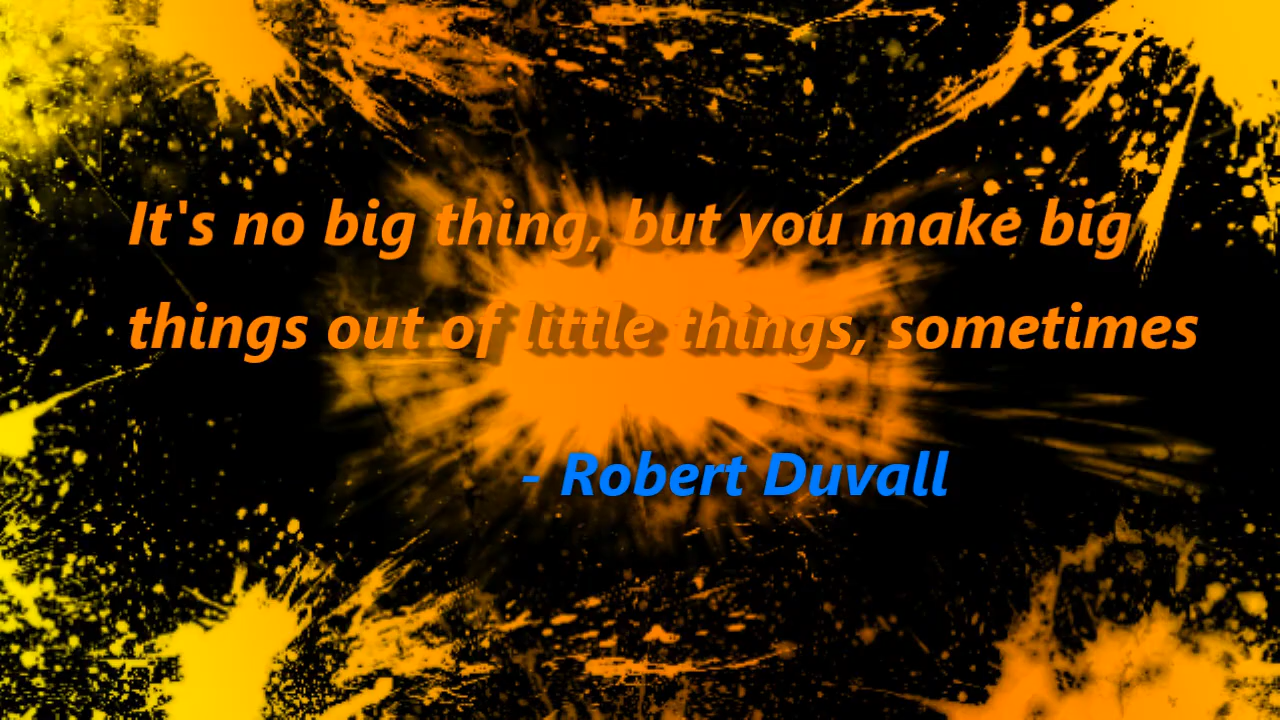 It's no big thing, but you make big
things out of little things, sometimes
- Robert Duvall